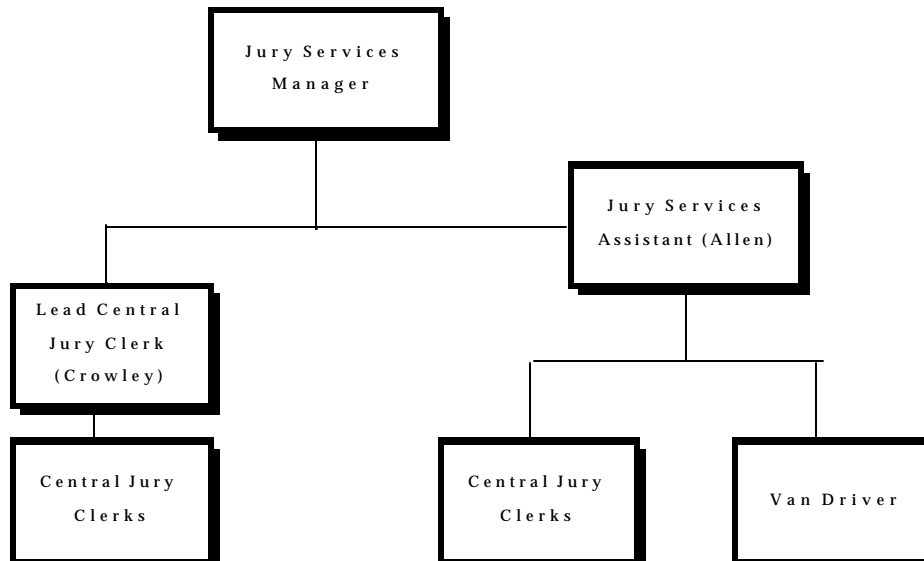 Jury Services
Manager
Jury Services
Assistant (Allen)
Lead Central
Jury Clerk
(Crowley)
Central Jury
Clerks
Central Jury
Clerks
Van Driver